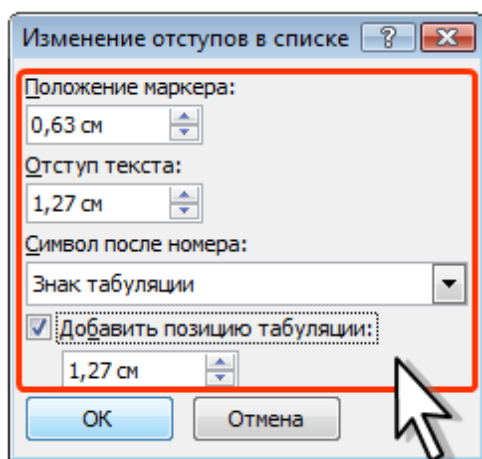 Изменение отступов в списке
Положение маркера:
0,63 см
Отступ текста:
1,27 см
Символ после номера:
Знак табуляции
Добавить позицию табуляции:
1,27 см
ОК Отмена